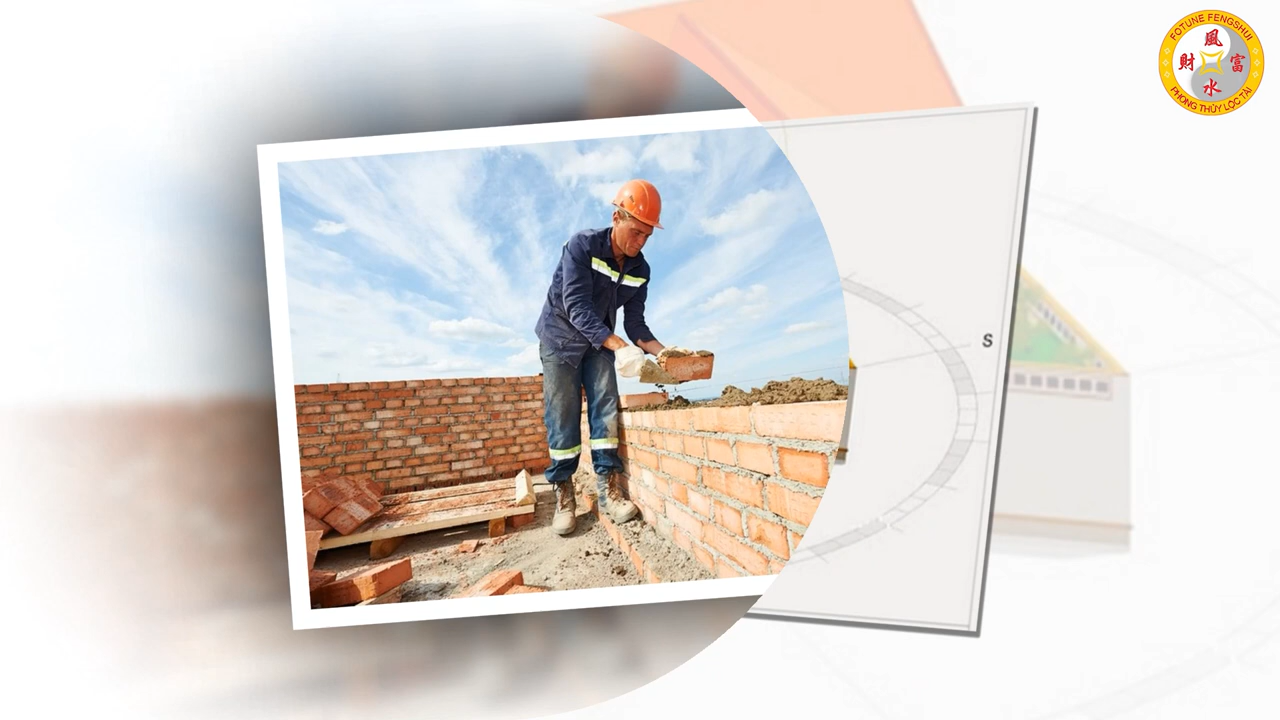 FOTUNE FENGSHUI
風
財 富
水
PHONG THỦY LỘC TÀI
S